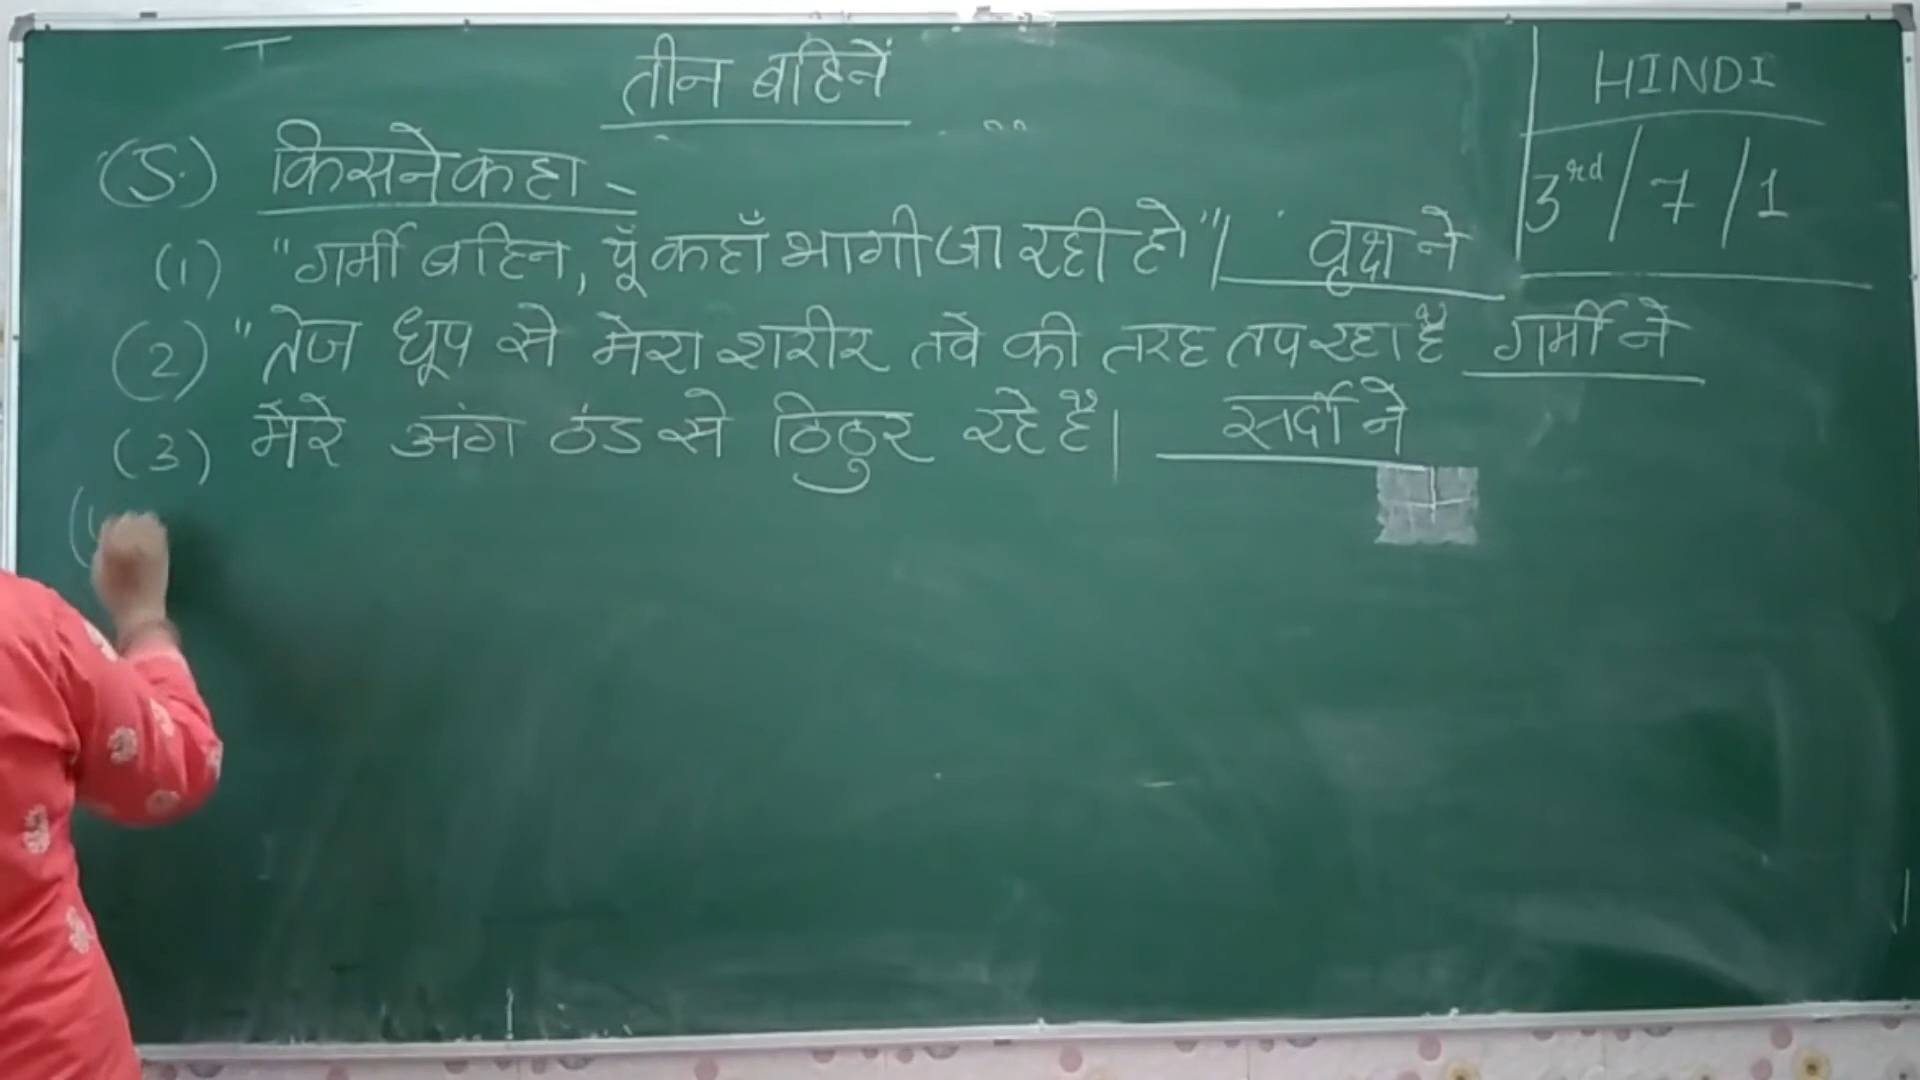 तीन बहिनें
HINDI
3rd / 7 / 1
(5.) किसने कहा -
(1) "गर्मी बहिन, यूँ कहाँ भागी जा रही हो"। वृक्ष ने
(2) "तेज धूप से मेरा शरीर तवे की तरह तप रहा है गर्मी ने
(3) मेरे अंग ठंड से ठिठुर रहे हैं। सर्दी ने